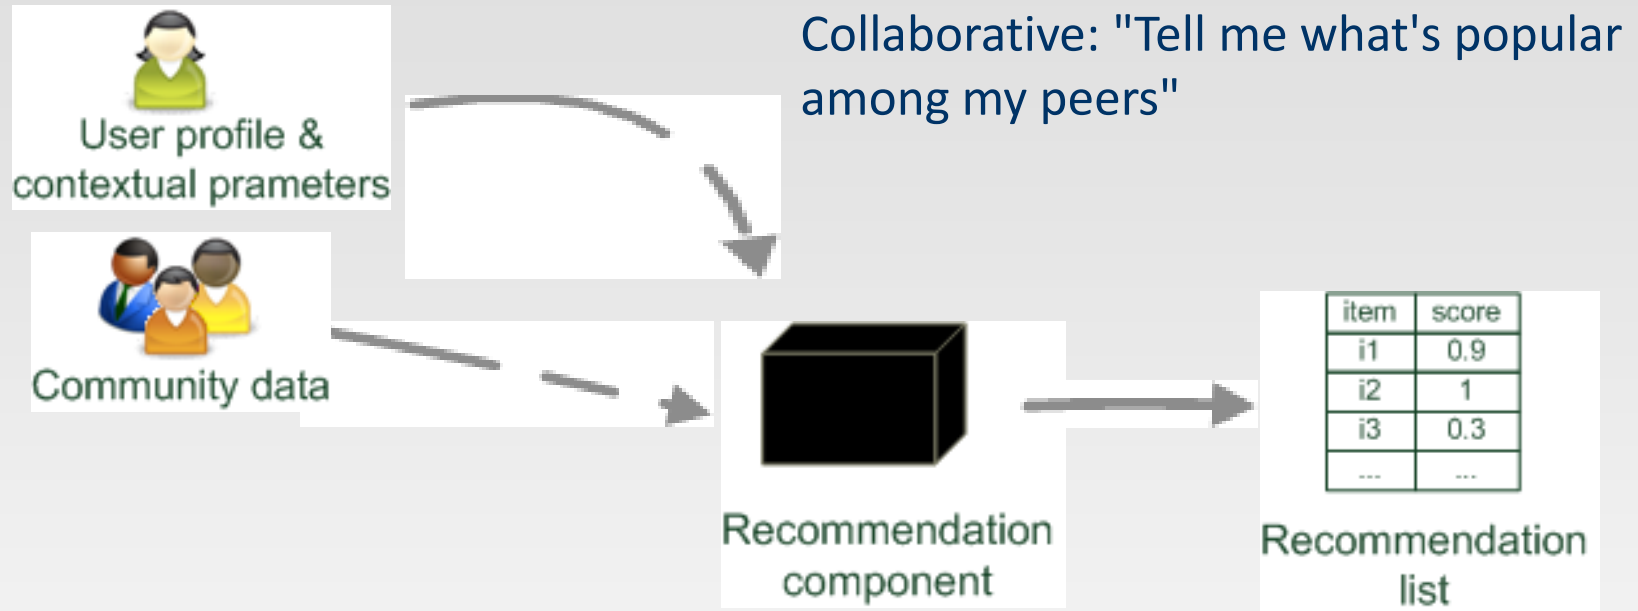 Collaborative: "Tell me what's popular
among my peers"
User profile &
contextual prameters
Community data
Recommendation
component
item score
i1 0.9
i2 1
i3 0.3
... ...
Recommendation
list